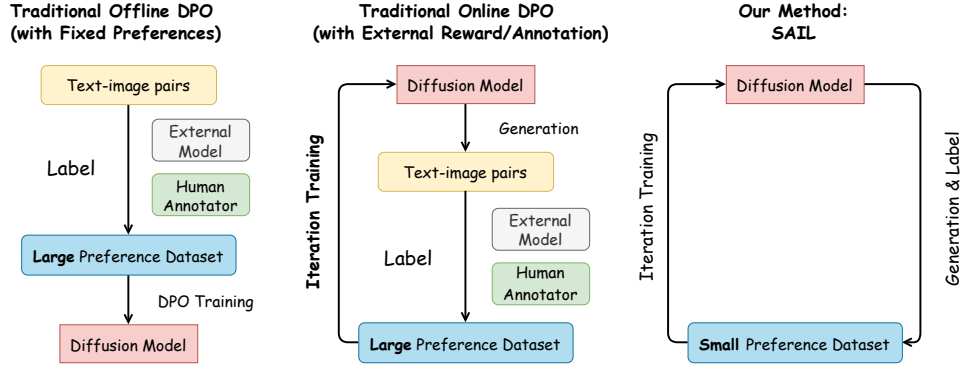 Traditional Offline DPO
(with Fixed Preferences)
Text-image pairs
Label
External
Model
Human
Annotator
Large Preference Dataset
DPO Training
Diffusion Model
Traditional Online DPO
(with External Reward/Annotation)
Diffusion Model
Generation
Text-image pairs
Iteration Training
Label
External
Model
Human
Annotator
Large Preference Dataset
Our Method:
SAIL
Diffusion Model
Iteration Training
Generation & Label
Small Preference Dataset